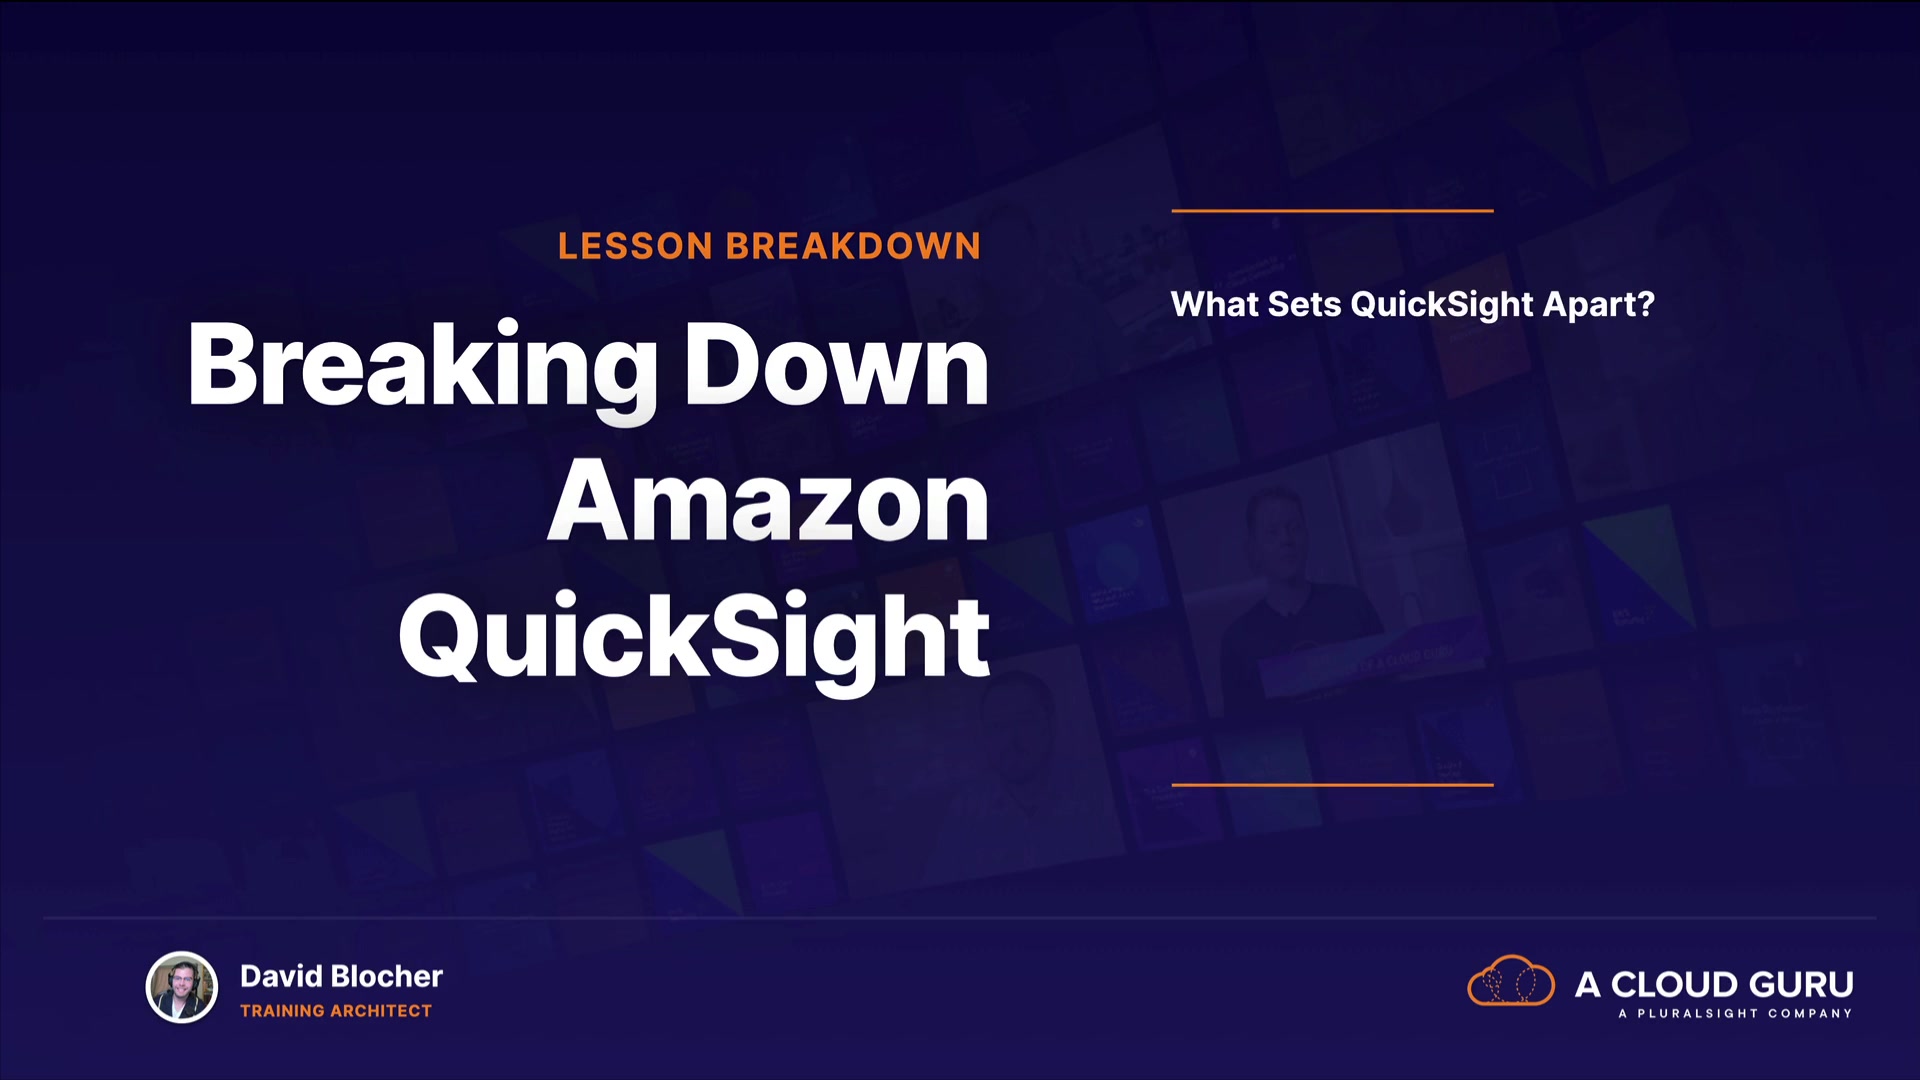 LESSON BREAKDOWN
Breaking Down
Amazon
QuickSight
What Sets QuickSight Apart?
David Blocher
TRAINING ARCHITECT
A CLOUD GURU
A PLURALSIGHT COMPANY